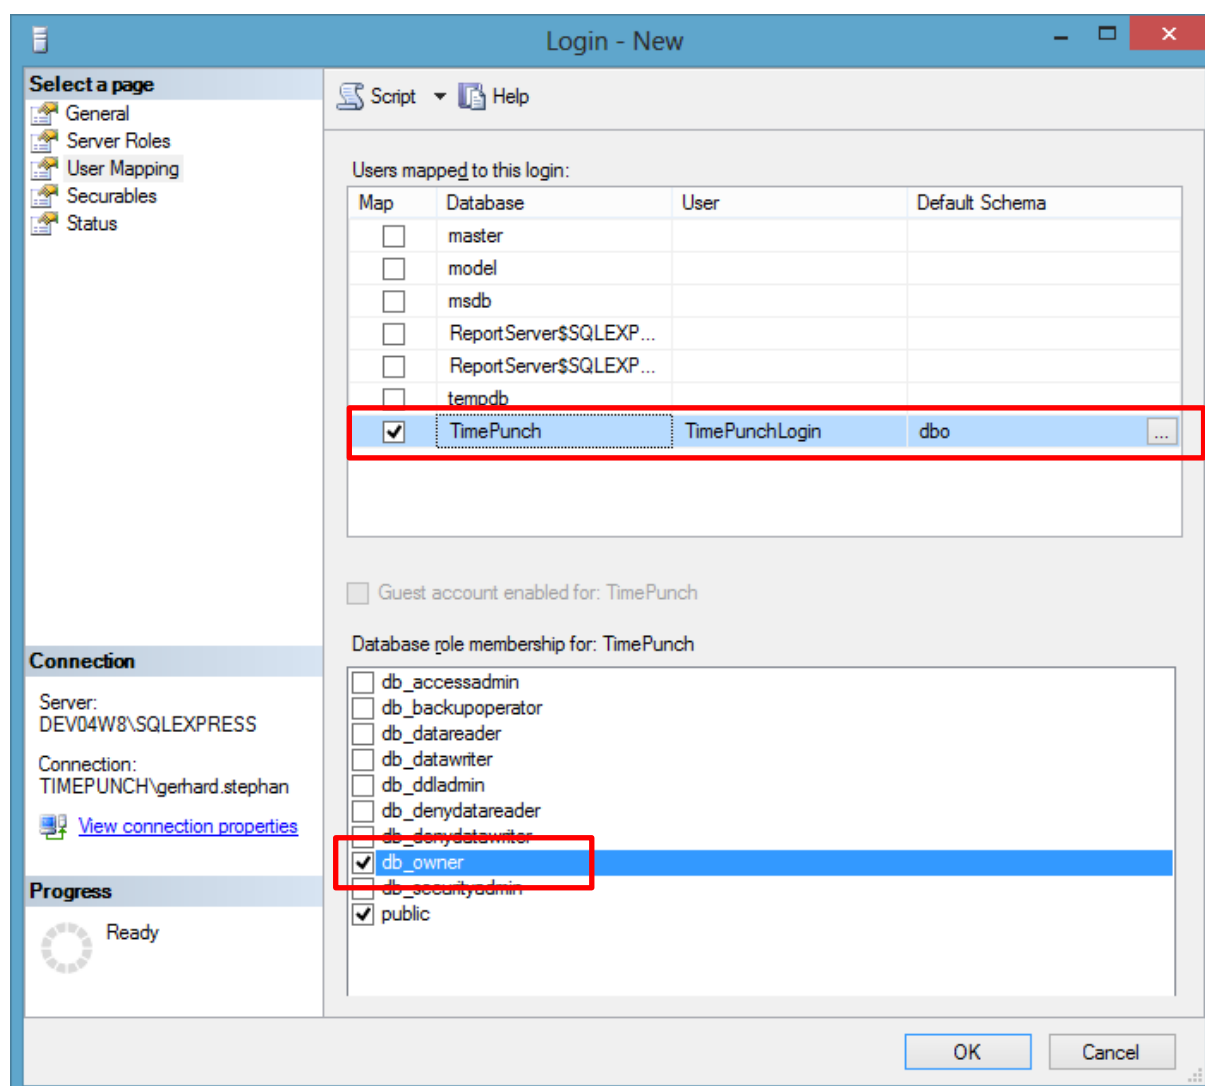 Login - New
Select a page
General
Server Roles
User Mapping
Securables
Status
Script
Help
Users mapped to this login:
Map Database User Default Schema
master
model
msdb
ReportServer$SQLEXP...
ReportServer$SQLEXP...
tempdb
TimePunch TimePunchLogin dbo ...
Guest account enabled for: TimePunch
Database role membership for: TimePunch
db_accessadmin
db_backupoperator
db_datareader
db_datawriter
db_ddladmin
db_denydatareader
db_denydatawriter
db_owner
db_securityadmin
public
Connection
Server:
DEV04W8\SQLEXPRESS
Connection:
TIMEPUNCH\gerhard.stephan
View connection properties
Progress
Ready
OK Cancel